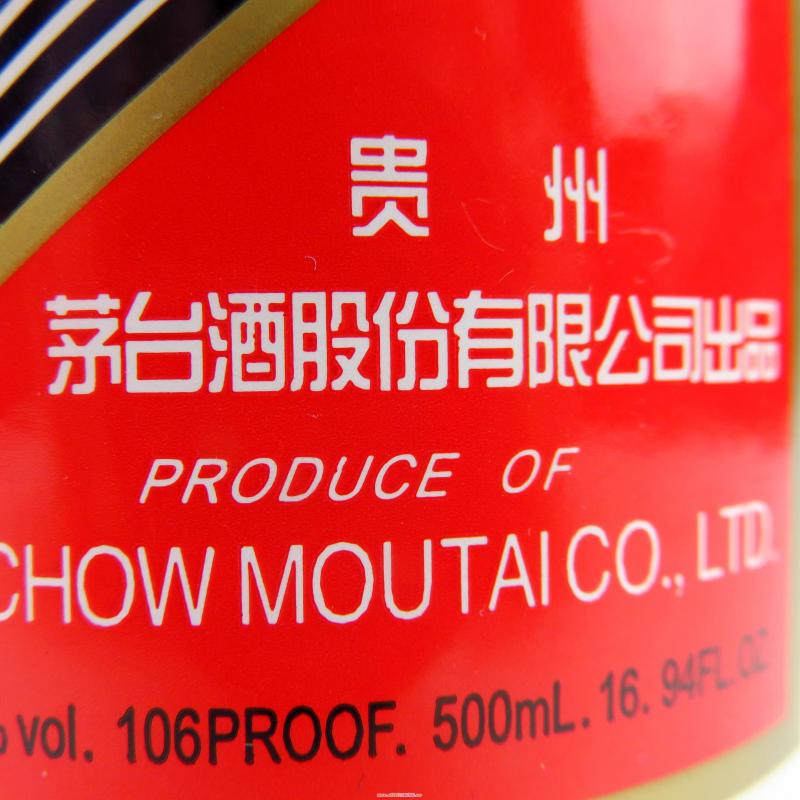 贵 州
茅台酒股份有限公司出品
PRODUCE OF
CHOW MOUTAI CO., LTD.
% vol. 106PROOF. 500mL. 16. 94FL.OZ